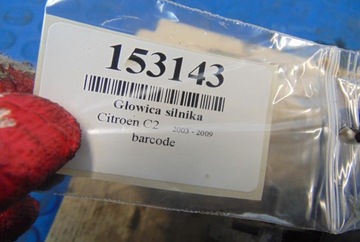 153143
Głowica silnika
Citroen C2 2003 - 2009
barcode